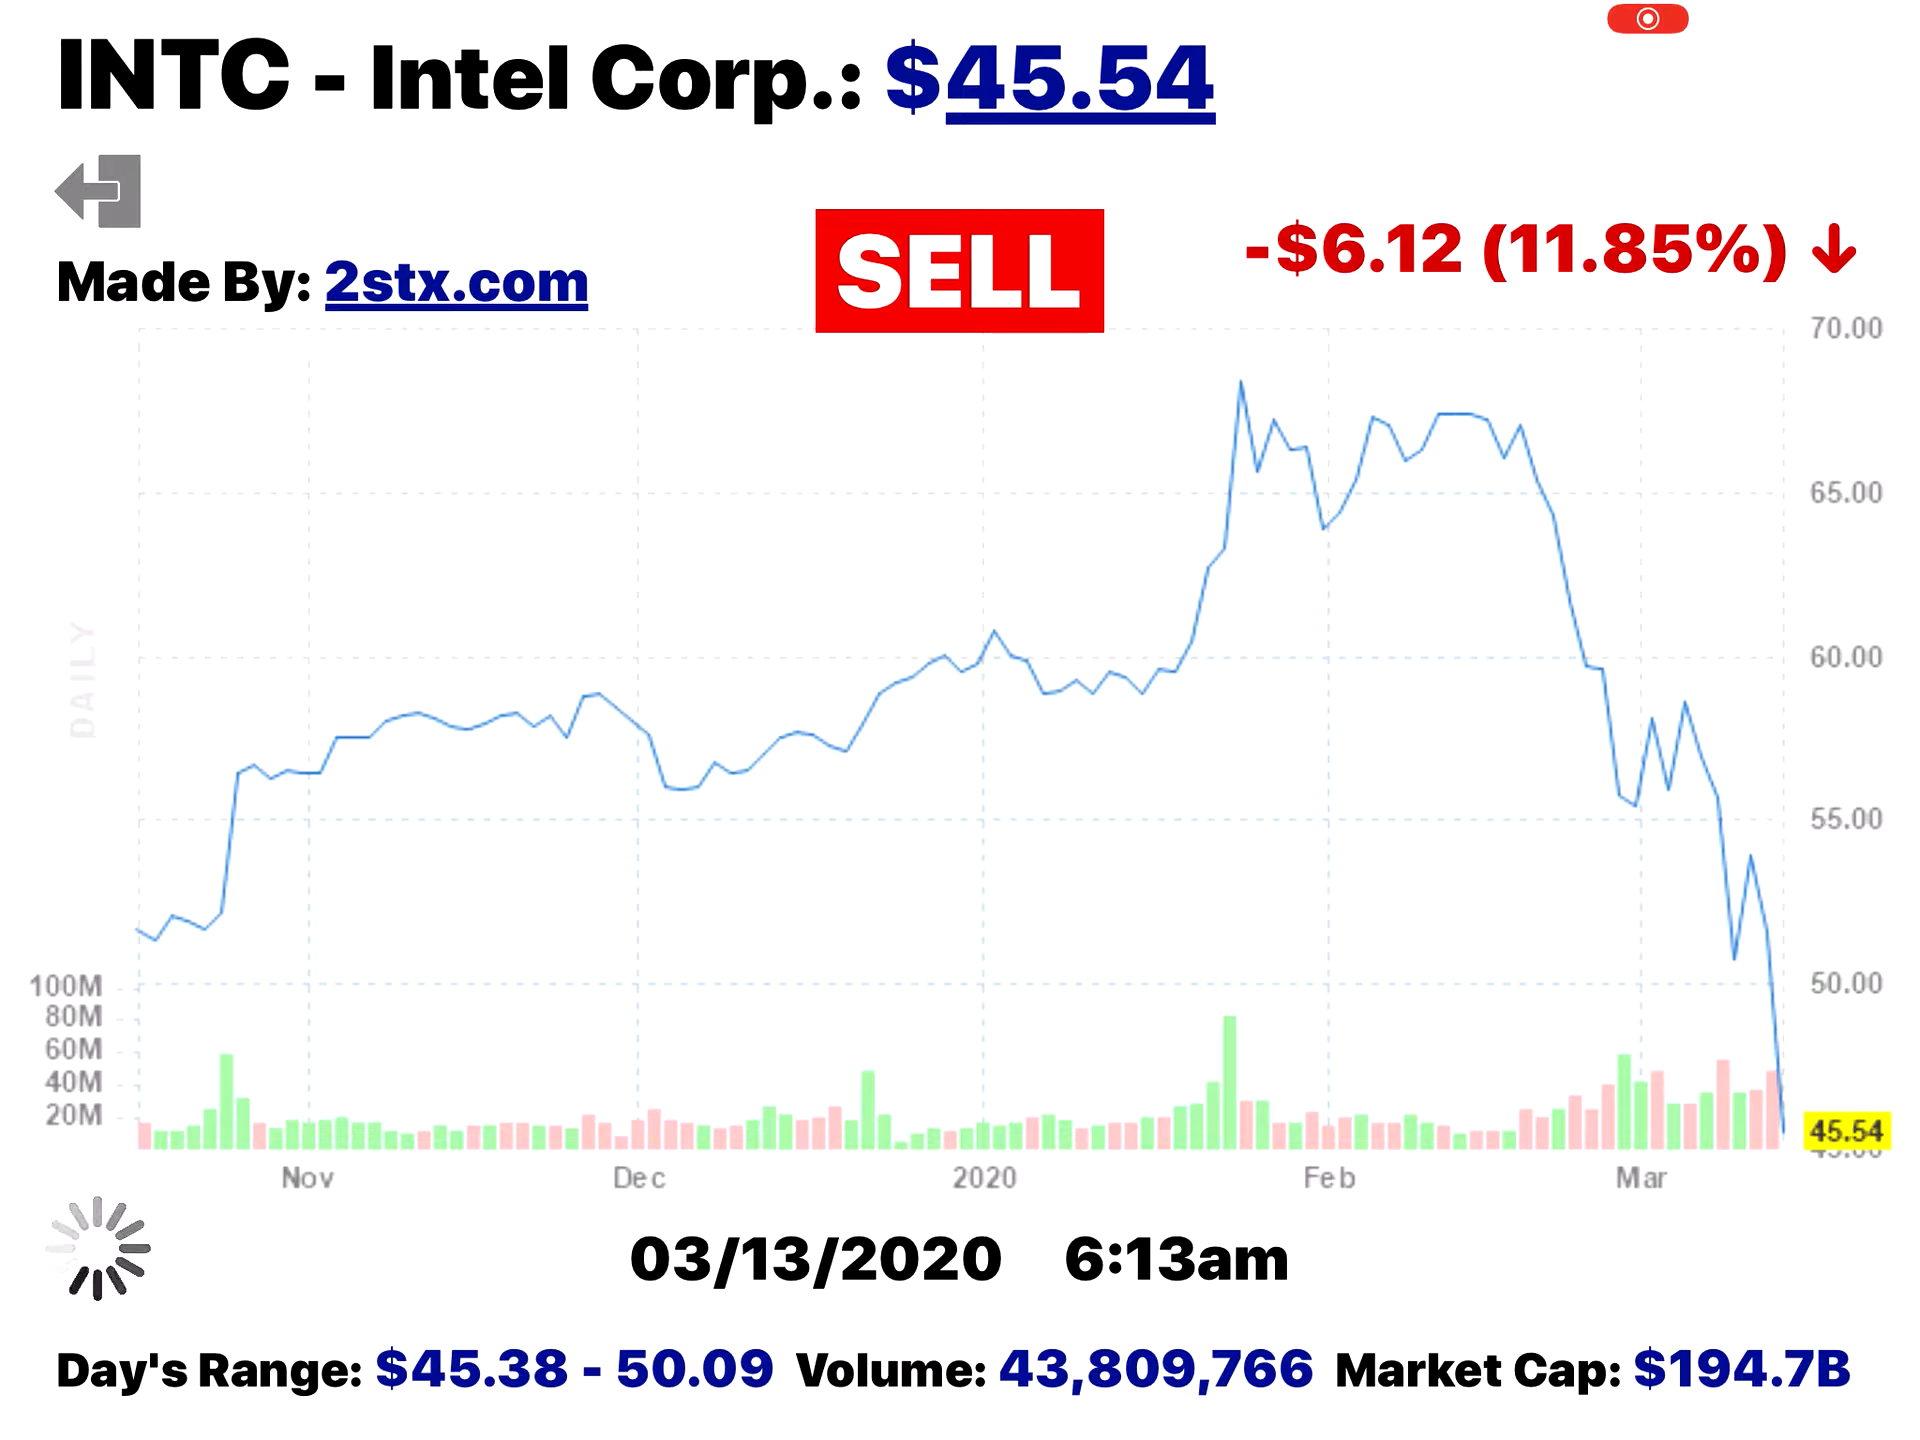 INTC - Intel Corp.: $45.54
Made By: 2stx.com
SELL
-$6.12 (11.85%) ↓
70.00
65.00
60.00
55.00
50.00
45.54
DAILY
100M
80M
60M
40M
20M
Nov Dec 2020 Feb Mar
03/13/2020 6:13am
Day's Range: $45.38 - 50.09 Volume: 43,809,766 Market Cap: $194.7B